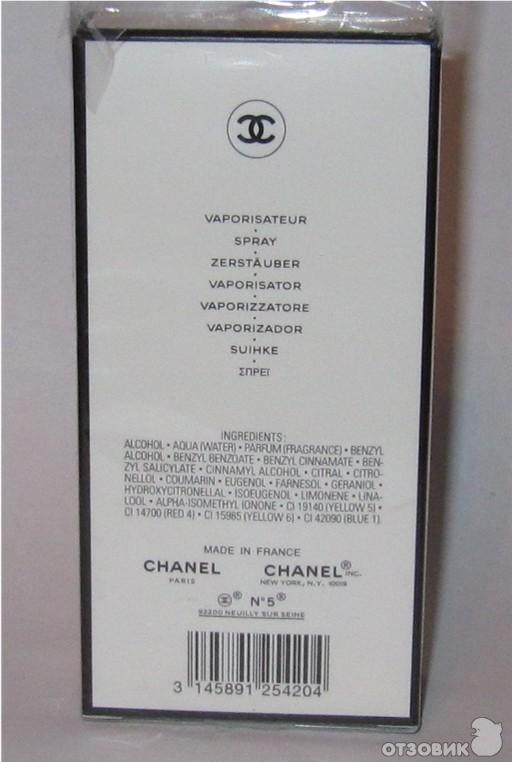 VAPORISATEUR
SPRAY
ZERSTÄUBER
VAPORISATOR
VAPORIZZATORE
VAPORIZADOR
SUIHKE
ΣΠΡΕΪ
INGREDIENTS:
ALCOHOL • AQUA (WATER) • PARFUM (FRAGRANCE) • BENZYL
ALCOHOL • BENZYL BENZOATE • BENZYL CINNAMATE • BEN-
ZYL SALICYLATE • CINNAMYL ALCOHOL • CITRAL • CITRO-
NELLOL • COUMARIN • EUGENOL • FARNESOL • GERANIOL •
HYDROXYCITRONELLAL • ISOEUGENOL • LIMONENE • LINA-
LOOL • ALPHA-ISOMETHYL IONONE • CI 19140 (YELLOW 5) •
CI 14700 (RED 4) • CI 15985 (YELLOW 6) • CI 42090 (BLUE 1).
MADE IN FRANCE
CHANEL CHANEL® INC.
PARIS NEW YORK, N.Y. 10019
® N°5®
92200 NEUILLY SUR SEINE
3 145891 254204
ОТЗОВИК